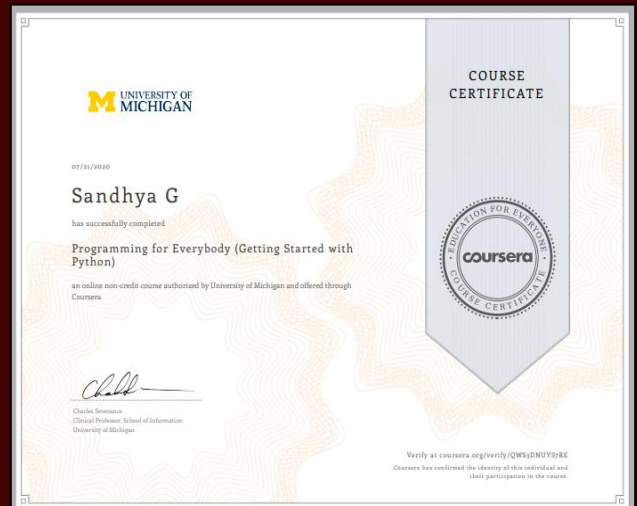 UNIVERSITY OF
MICHIGAN
COURSE
CERTIFICATE
07/21/2020
Sandhya G
has successfully completed
Programming for Everybody (Getting Started with
Python)
an online non-credit course authorized by University of Michigan and offered through
Coursera
EDUCATION FOR EVERYONE
coursera
COURSE CERTIFICATE
Charles Severance
Clinical Professor, School of Information
University of Michigan
Verify at coursera.org/verify/QWS3DNUYS7RE
Coursera has confirmed the identity of this individual and
their participation in the course.